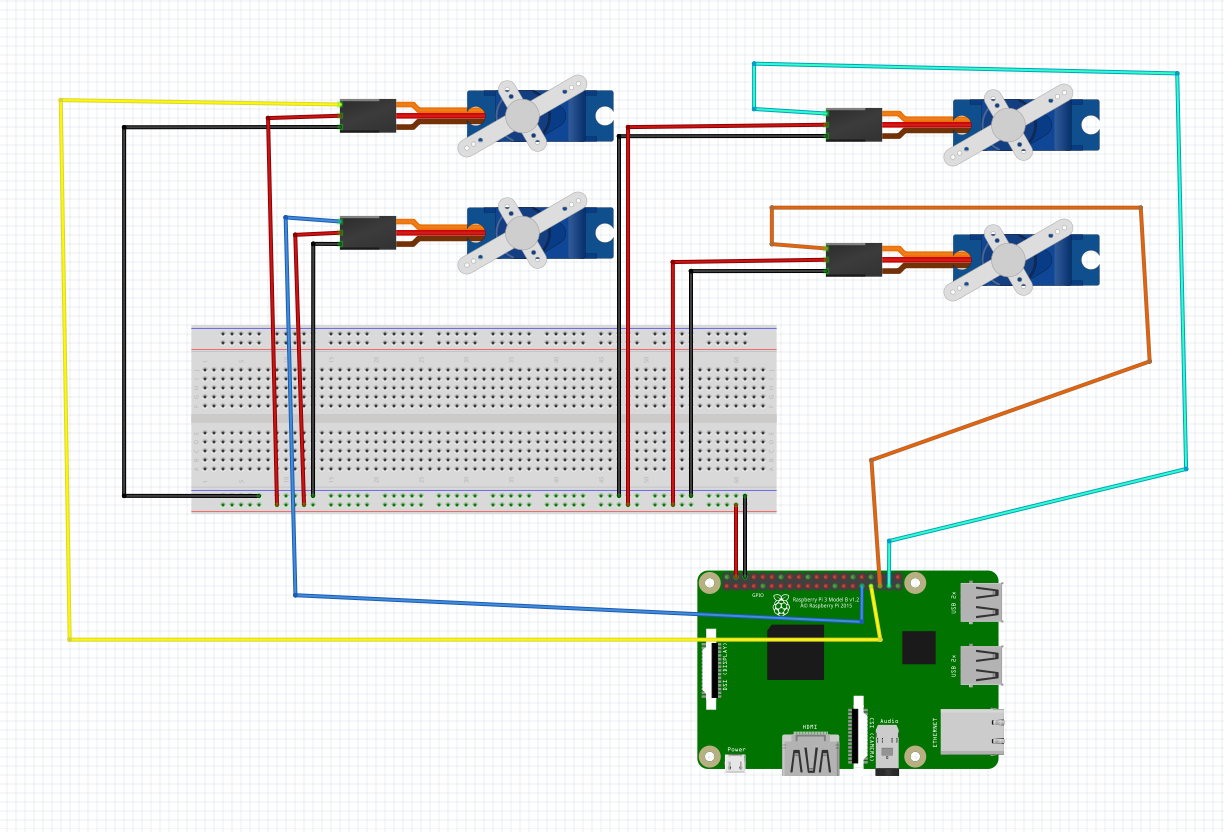 GPIO
Raspberry Pi 3 Model B v1.2
© Raspberry Pi 2015
USB 2x
DSI (DISPLAY)
USB 2x
HDMI
CSI (CAMERA)
Audio
ETHERNET
Power